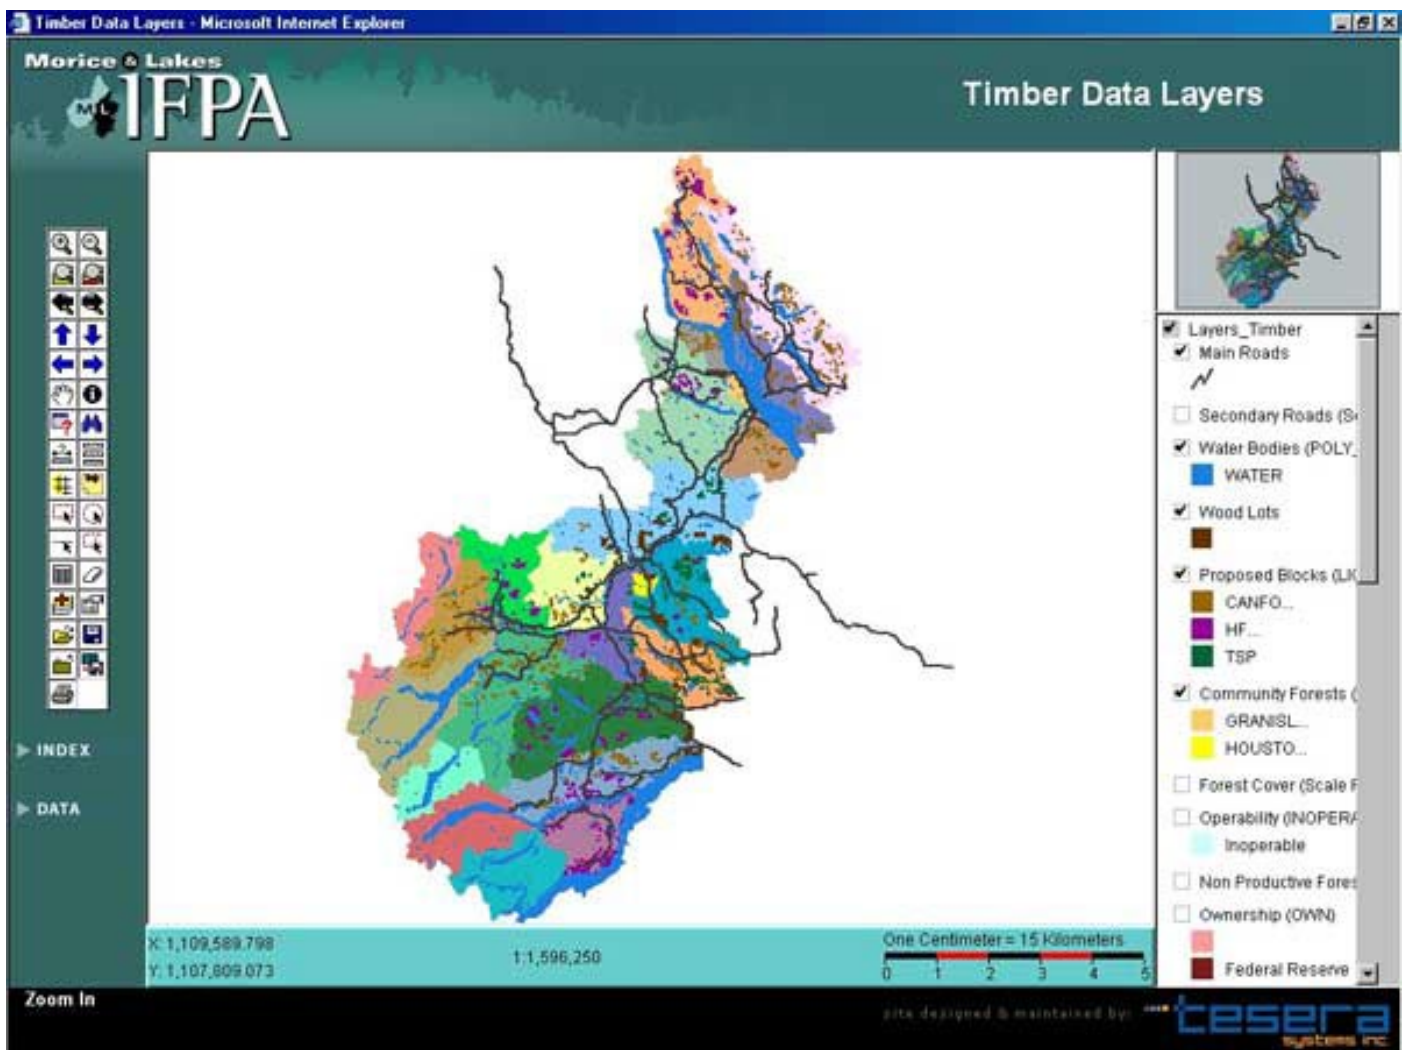 Timber Data Layers - Microsoft Internet Explorer
Morice & Lakes
ML IFPA
Timber Data Layers
Layers_Timber
Main Roads
Secondary Roads (S
Water Bodies (POLY_
WATER
Wood Lots
Proposed Blocks (LIC
CANFO...
HF...
TSP
Community Forests (
GRANISL...
HOUSTO...
Forest Cover (Scale F
Operability (INOPERA
Inoperable
Non Productive Fores
Ownership (OWN)
Federal Reserve
INDEX
DATA
X: 1,109,589.798
Y: 1,107,809.073
1:1,596,250
One Centimeter = 15 Kilometers
0 1 2 3 4 5
Zoom In
site designed & maintained by:
tesera
systems inc.